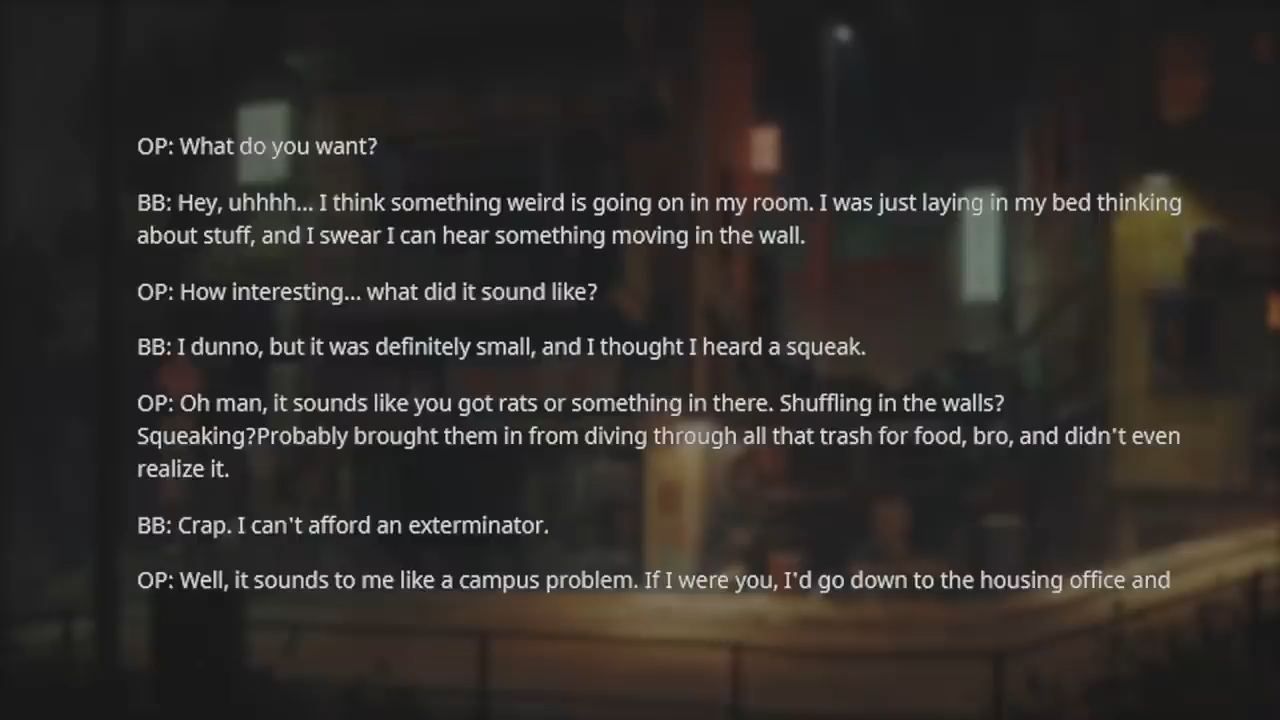 OP: What do you want?
BB: Hey, uhhhh... I think something weird is going on in my room. I was just laying in my bed thinking
about stuff, and I swear I can hear something moving in the wall.
OP: How interesting... what did it sound like?
BB: I dunno, but it was definitely small, and I thought I heard a squeak.
OP: Oh man, it sounds like you got rats or something in there. Shuffling in the walls?
Squeaking?Probably brought them in from diving through all that trash for food, bro, and didn't even
realize it.
BB: Crap. I can't afford an exterminator.
OP: Well, it sounds to me like a campus problem. If I were you, I'd go down to the housing office and